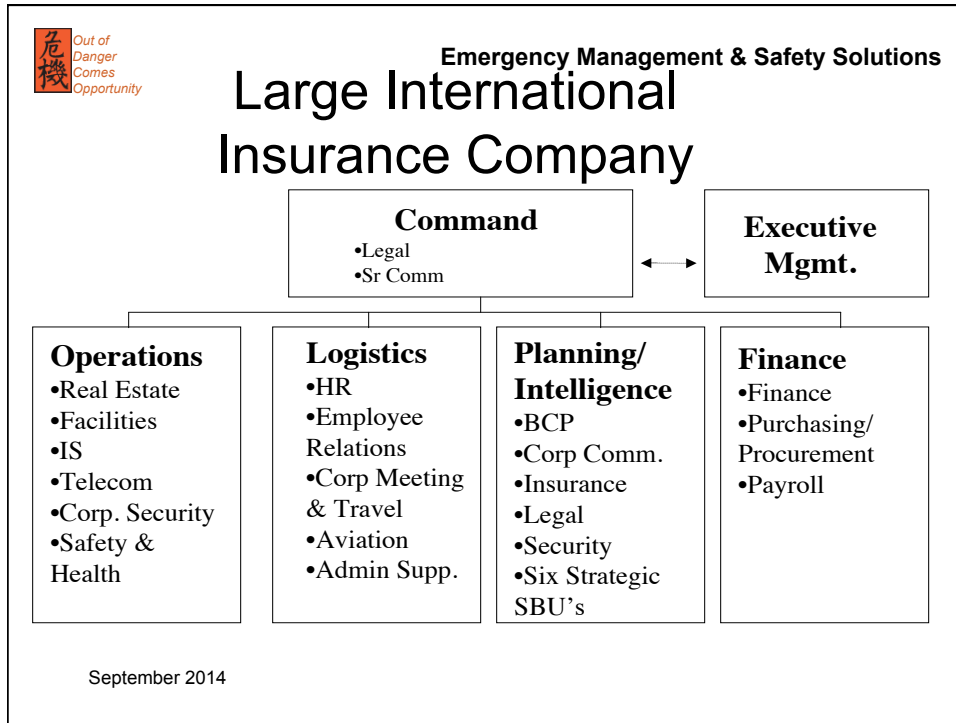 危
機
Out of
Danger
Comes
Opportunity
Emergency Management & Safety Solutions
Large International
Insurance Company
Command
•Legal
•Sr Comm
Executive
Mgmt.
Operations
•Real Estate
•Facilities
•IS
•Telecom
•Corp. Security
•Safety &
Health
Logistics
•HR
•Employee
Relations
•Corp Meeting
& Travel
•Aviation
•Admin Supp.
Planning/
Intelligence
•BCP
•Corp Comm.
•Insurance
•Legal
•Security
•Six Strategic
SBU's
Finance
•Finance
•Purchasing/
Procurement
•Payroll
September 2014